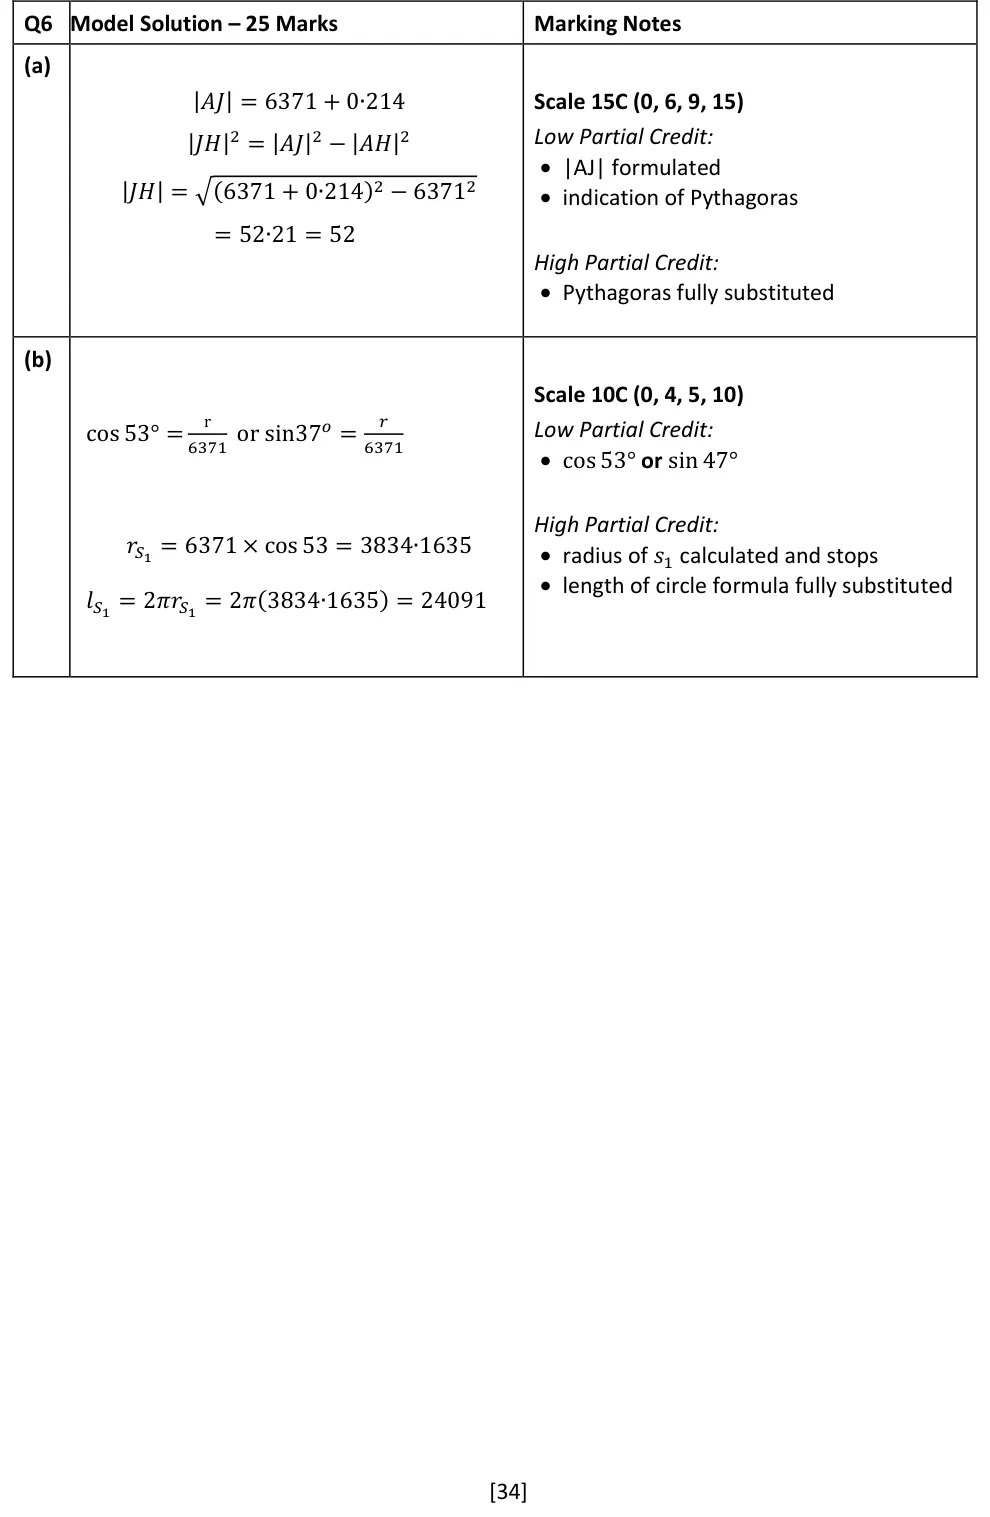 Q6 Model Solution – 25 Marks Marking Notes
(a)
|AJ| = 6371 + 0·214
|JH|² = |AJ|² − |AH|²
|JH| = √(6371 + 0·214)² − 6371²
= 52·21 = 52
Scale 15C (0, 6, 9, 15)
Low Partial Credit:
• |AJ| formulated
• indication of Pythagoras
High Partial Credit:
• Pythagoras fully substituted
(b)
cos 53° = r/6371 or sin37ᵒ = r/6371
r_S₁ = 6371 × cos 53 = 3834·1635
l_S₁ = 2πr_S₁ = 2π(3834·1635) = 24091
Scale 10C (0, 4, 5, 10)
Low Partial Credit:
• cos 53° or sin 47°
High Partial Credit:
• radius of s₁ calculated and stops
• length of circle formula fully substituted
[34]